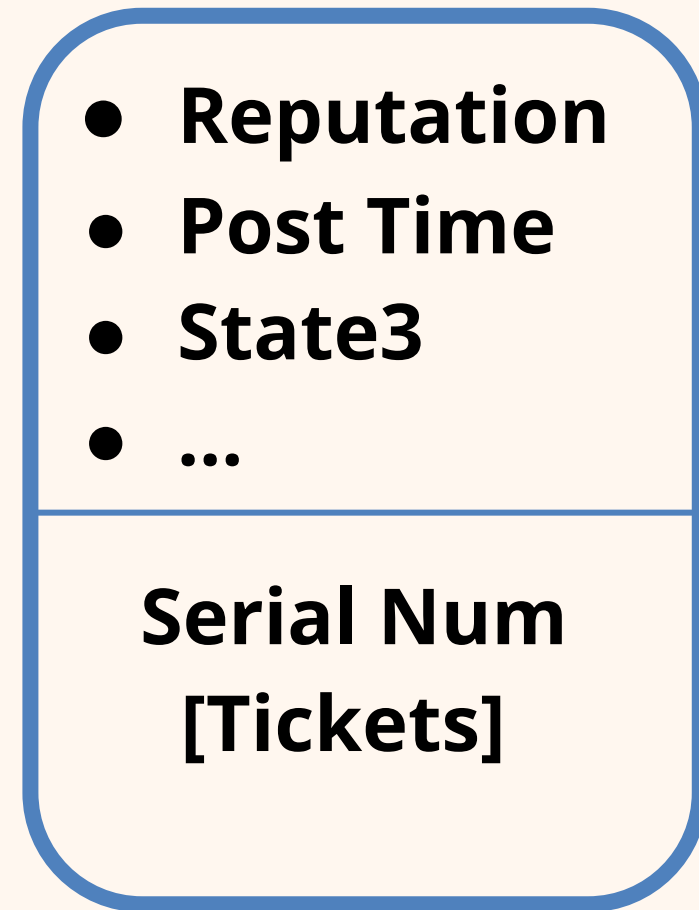 ● Reputation
● Post Time
● State3
● ...
Serial Num
[Tickets]